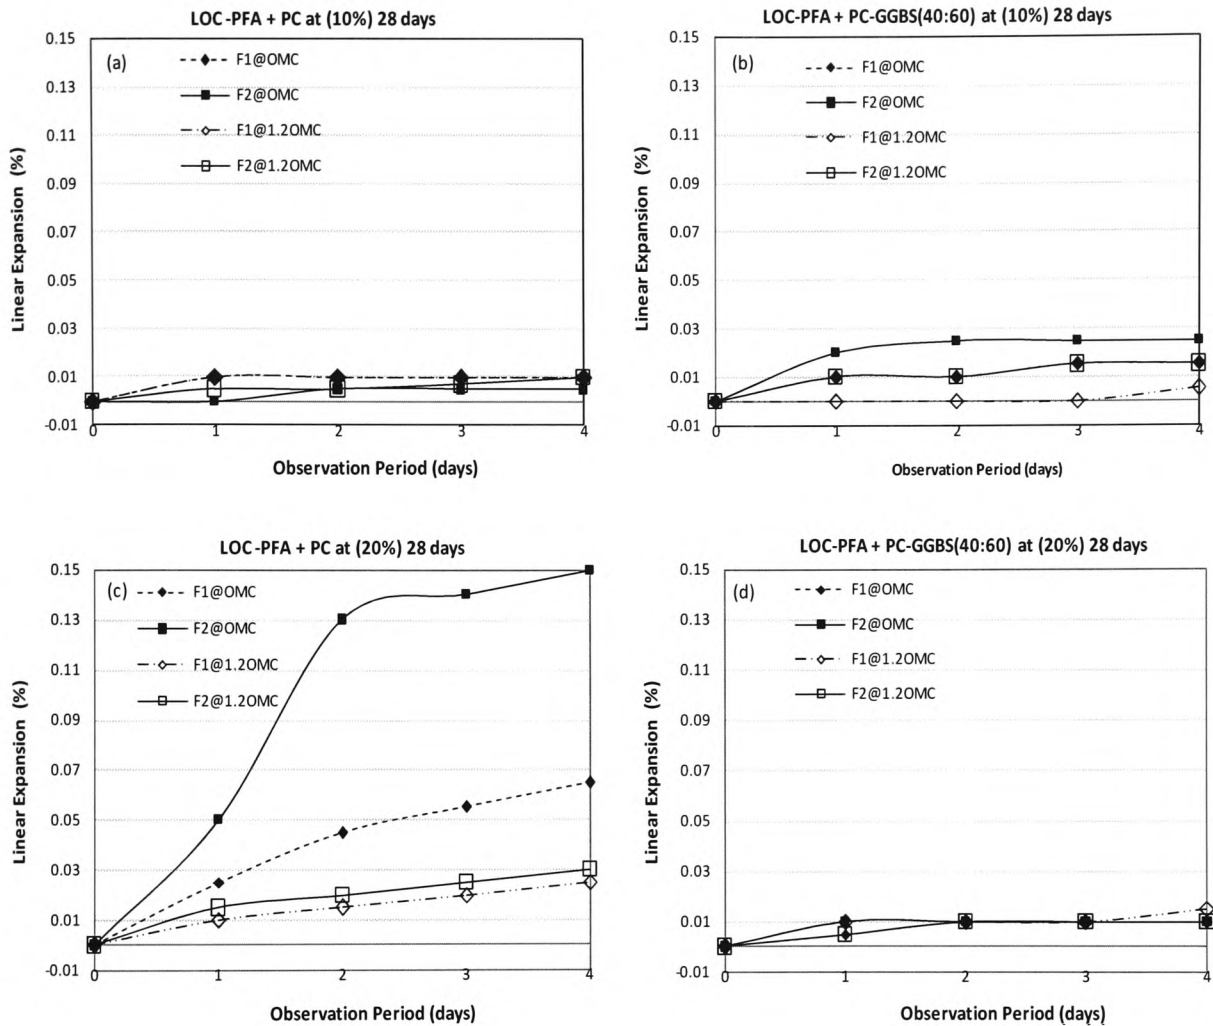 LOC-PFA + PC at (10%) 28 days
0.15
0.13
0.11
0.09
0.07
0.05
0.03
0.01
-0.01
Linear Expansion (%)
(a)
F1@OMC
F2@OMC
F1@1.2OMC
F2@1.2OMC
0 1 2 3 4
Observation Period (days)
LOC-PFA + PC-GGBS(40:60) at (10%) 28 days
0.15
0.13
0.11
0.09
0.07
0.05
0.03
0.01
-0.01
Linear Expansion (%)
(b)
F1@OMC
F2@OMC
F1@1.2OMC
F2@1.2OMC
0 1 2 3 4
Observation Period (days)
LOC-PFA + PC at (20%) 28 days
0.15
0.13
0.11
0.09
0.07
0.05
0.03
0.01
-0.01
Linear Expansion (%)
(c)
F1@OMC
F2@OMC
F1@1.2OMC
F2@1.2OMC
0 1 2 3 4
Observation Period (days)
LOC-PFA + PC-GGBS(40:60) at (20%) 28 days
0.15
0.13
0.11
0.09
0.07
0.05
0.03
0.01
-0.01
Linear Expansion (%)
(d)
F1@OMC
F2@OMC
F1@1.2OMC
F2@1.2OMC
0 1 2 3 4
Observation Period (days)